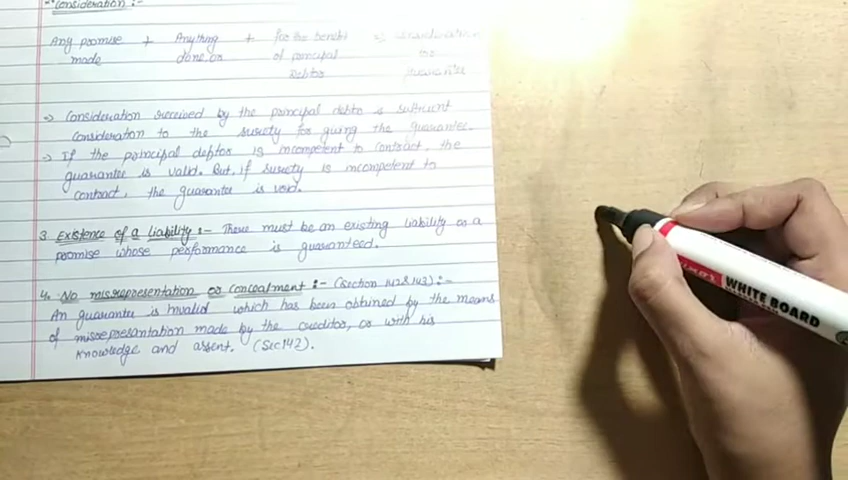 Consideration :-
Any promise + Anything + for the benefit => consideration
made done, or of principal for
Debtor guarantee
=> Consideration received by the principal debtor is sufficient
consideration to the surety for giving the guarantee.
=> If the principal debtor is incompetent to contract, the
guarantee is valid. But, if surety is incompetent to
contract, the guarantee is void.
3. Existence of a liability :- There must be an existing liability or a
promise whose performance is guaranteed.
4. No misrepresentation or concealment :- (Section 142 & 143) :-
An guarantee is invalid which has been obtained by the means
of misrepresentation made by the creditor, or with his
knowledge and assent. (Sec 142).
WHITE BOARD